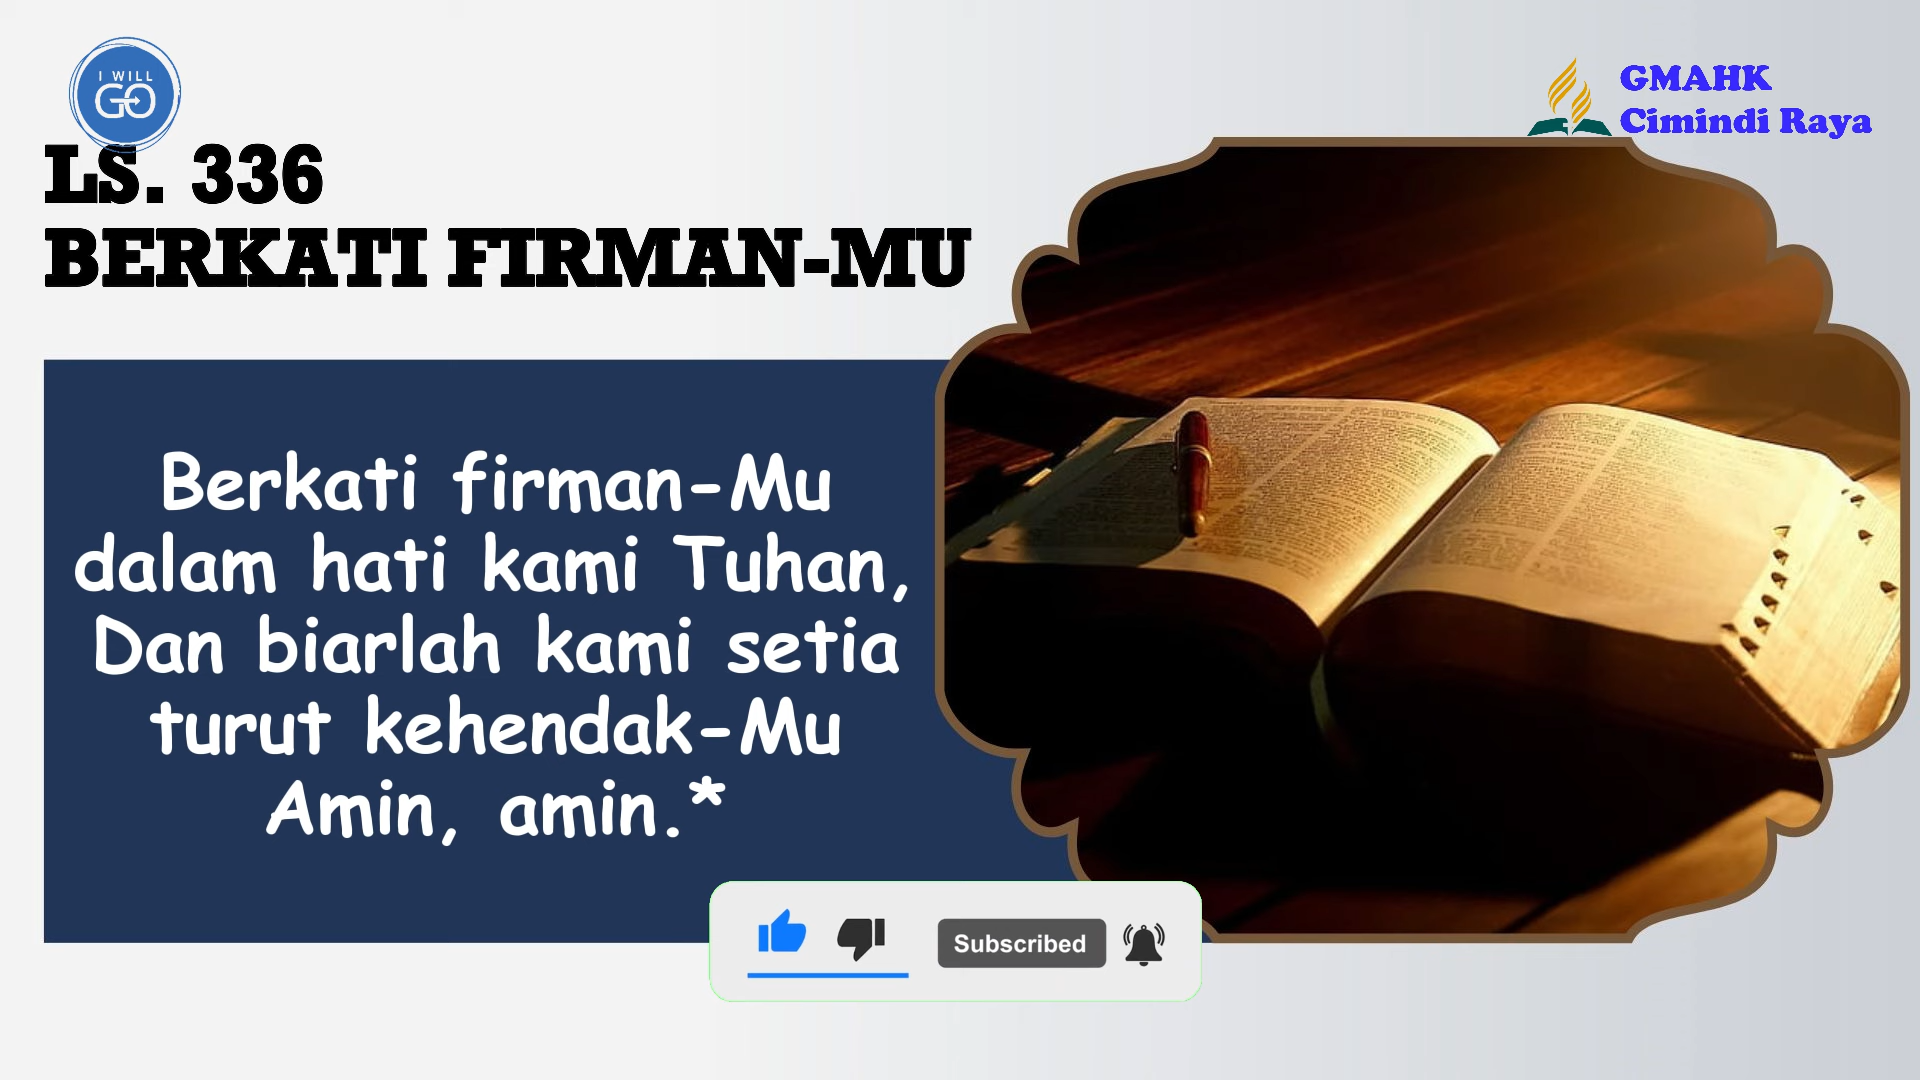 I WILL
GO
GMAHK
Cimindi Raya
LS. 336
BERKATI FIRMAN-MU
Berkati firman-Mu
dalam hati kami Tuhan,
Dan biarlah kami setia
turut kehendak-Mu
Amin, amin.*
Subscribed